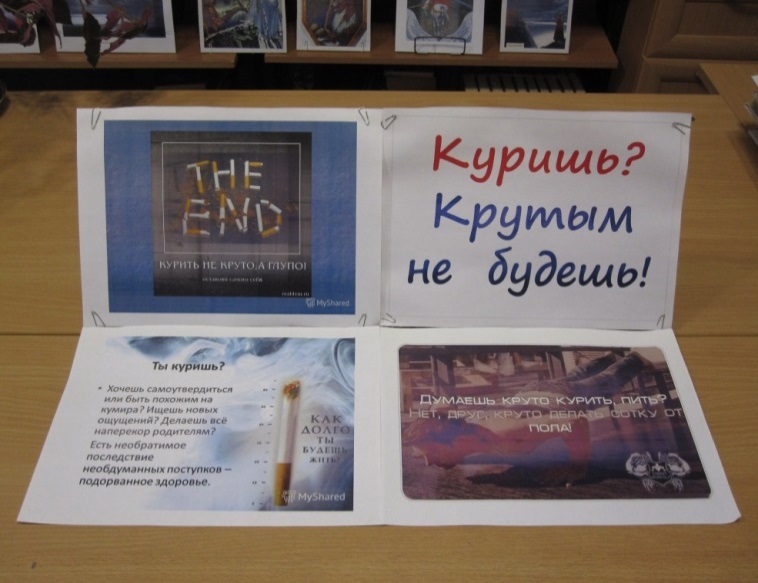 THE
END
КУРИТЬ НЕ КРУТО,А ГЛУПО!
MyShared
Куришь?
Крутым
не будешь!
Ты куришь?
• Хочешь самоутвердиться
или быть похожим на
кумира? Ищешь новых
ощущений? Делаешь всё
наперекор родителям?
Есть необратимое
последствие
необдуманных поступков –
подорванное здоровье.
КАК
ДОЛГО
ТЫ
БУДЕШЬ
ЖИТЬ?
MyShared
Думаешь круто курить, пить?
Нет, друг, круто делать сотку от
пола!